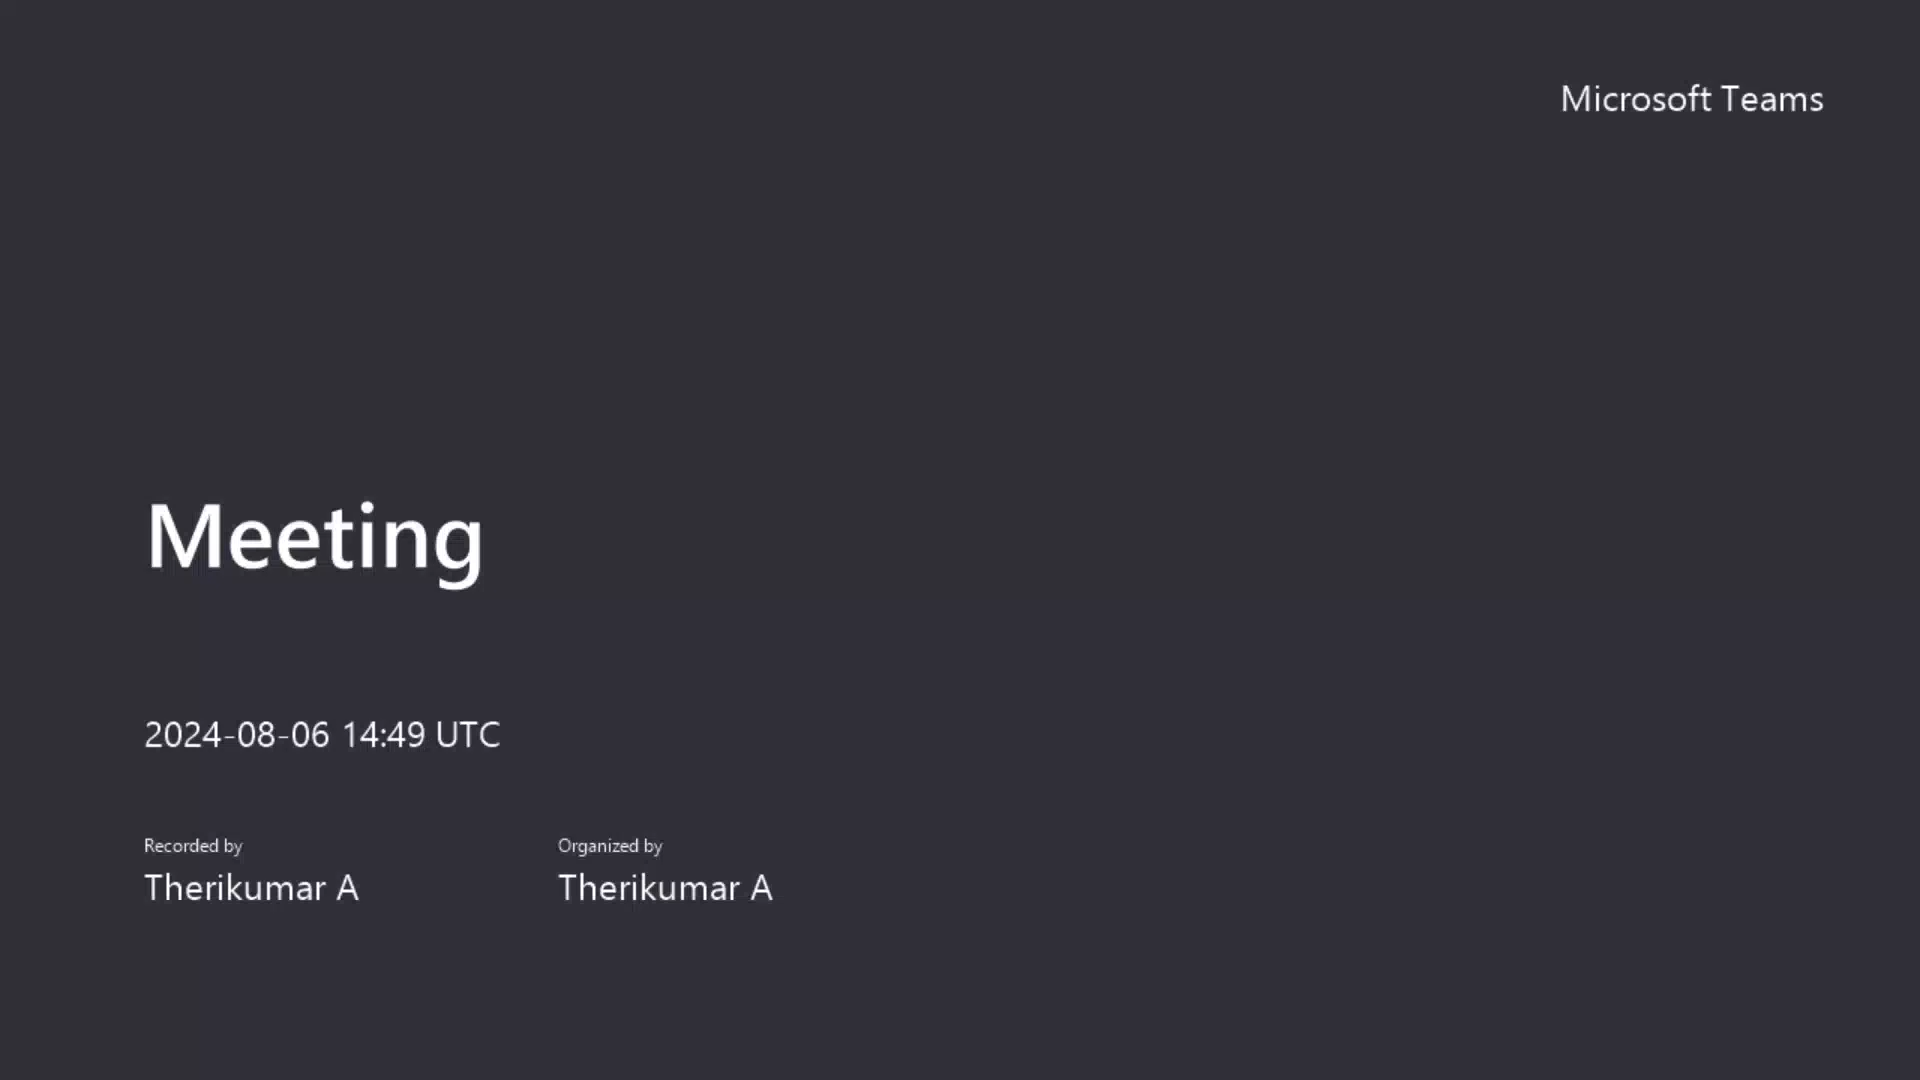 Microsoft Teams
Meeting
2024-08-06 14:49 UTC
Recorded by
Therikumar A
Organized by
Therikumar A